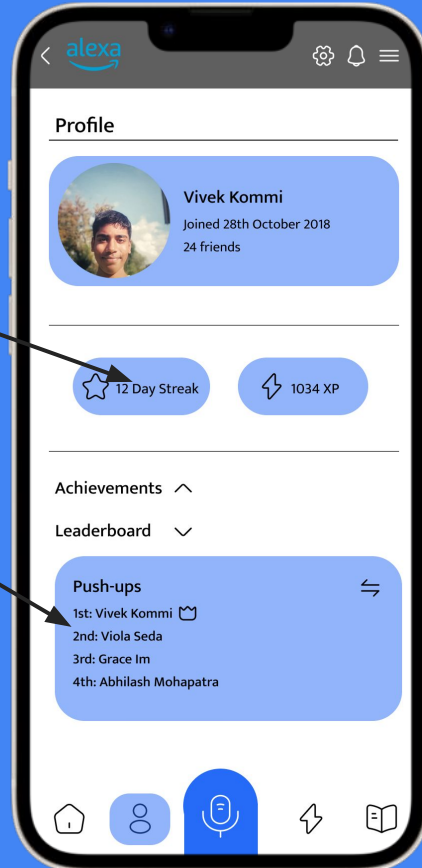 alexa
Profile
Vivek Kommi
Joined 28th October 2018
24 friends
12 Day Streak
1034 XP
Achievements
Leaderboard
Push-ups
1st: Vivek Kommi
2nd: Viola Seda
3rd: Grace Im
4th: Abhilash Mohapatra